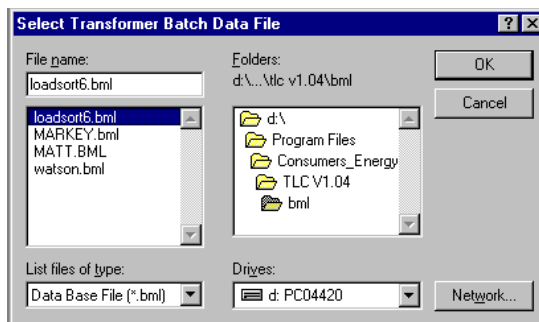 Select Transformer Batch Data File
File name:
loadsort6.bml
loadsort6.bml
MARKEY.bml
MATT.BML
watson.bml
List files of type:
Data Base File (*.bml)
Folders:
d:\...\tlc v1.04\bml
d:\
Program Files
Consumers_Energy
TLC V1.04
bml
Drives:
d: PC04420
OK
Cancel
Network...